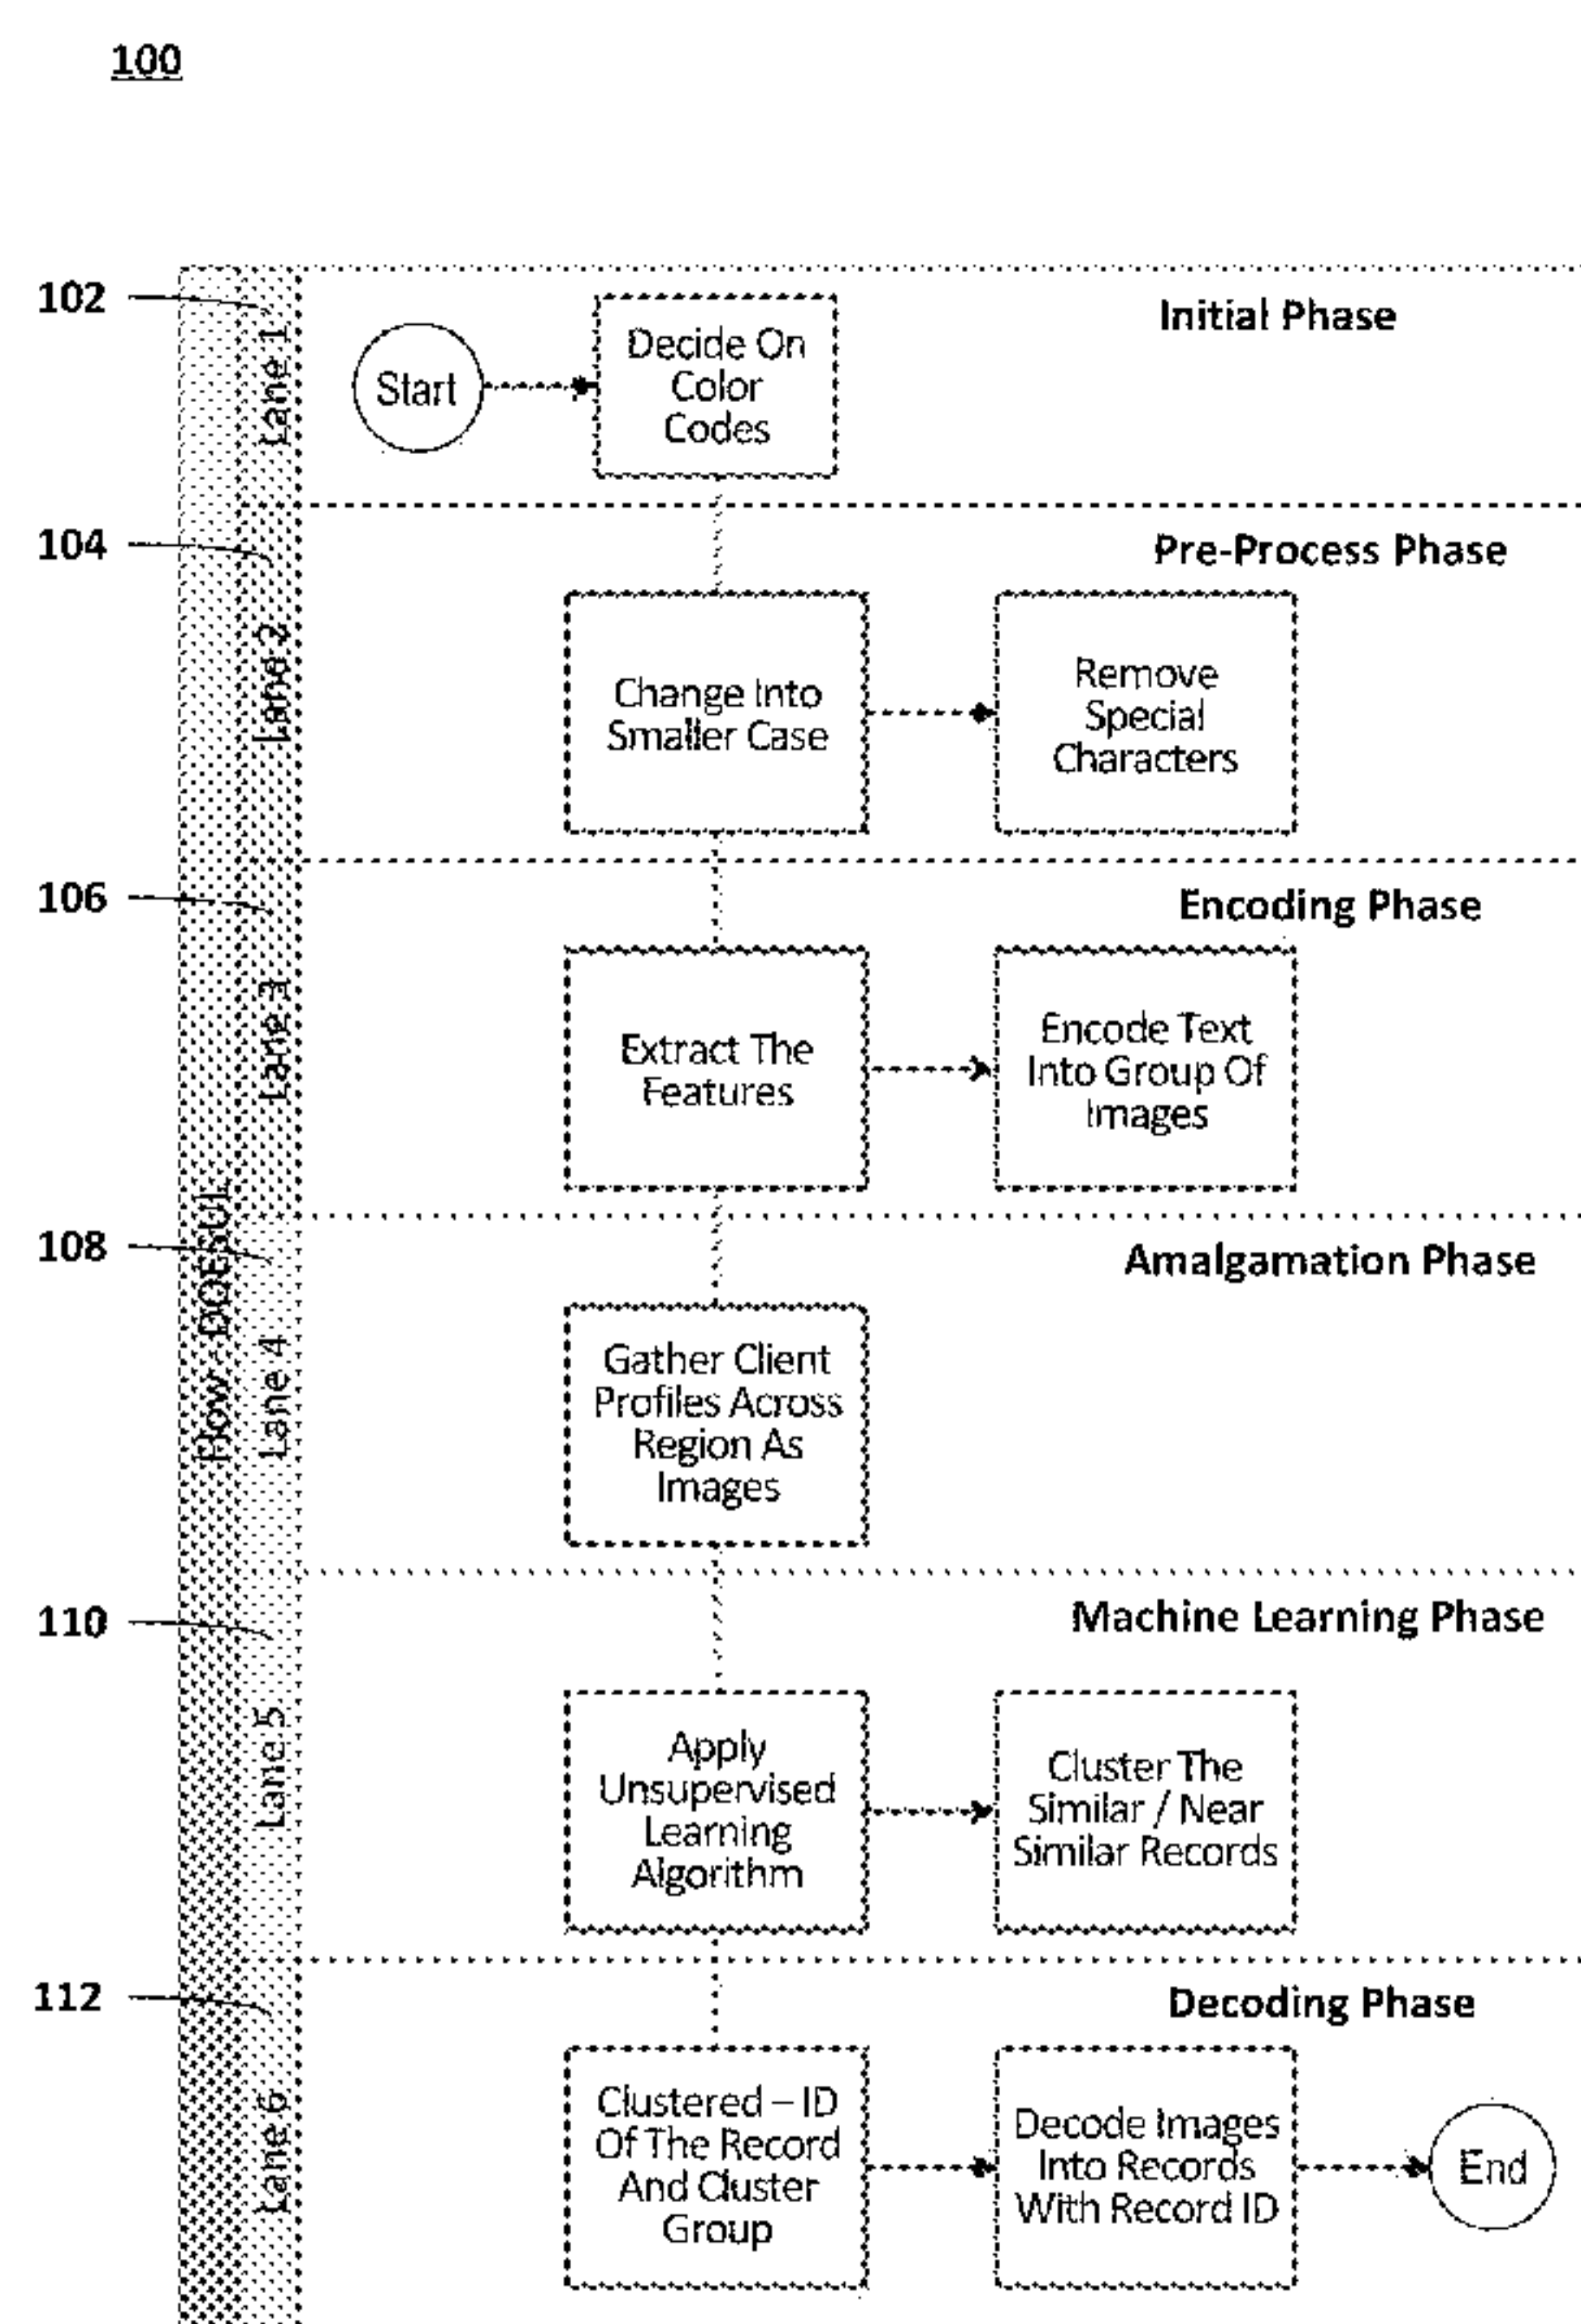 100
102
Lane 1
Start
Decide On
Color
Codes
Initial Phase
104
Lane 2
Pre-Process Phase
Change Into
Smaller Case
Remove
Special
Characters
106
Lane 3
Encoding Phase
Extract The
Features
Encode Text
Into Group Of
Images
Flow - DOESUL
108
Lane 4
Amalgamation Phase
Gather Client
Profiles Across
Region As
Images
110
Lane 5
Machine Learning Phase
Apply
Unsupervised
Learning
Algorithm
Cluster The
Similar / Near
Similar Records
112
Lane 6
Decoding Phase
Clustered – ID
Of The Record
And Cluster
Group
Decode Images
Into Records
With Record ID
End